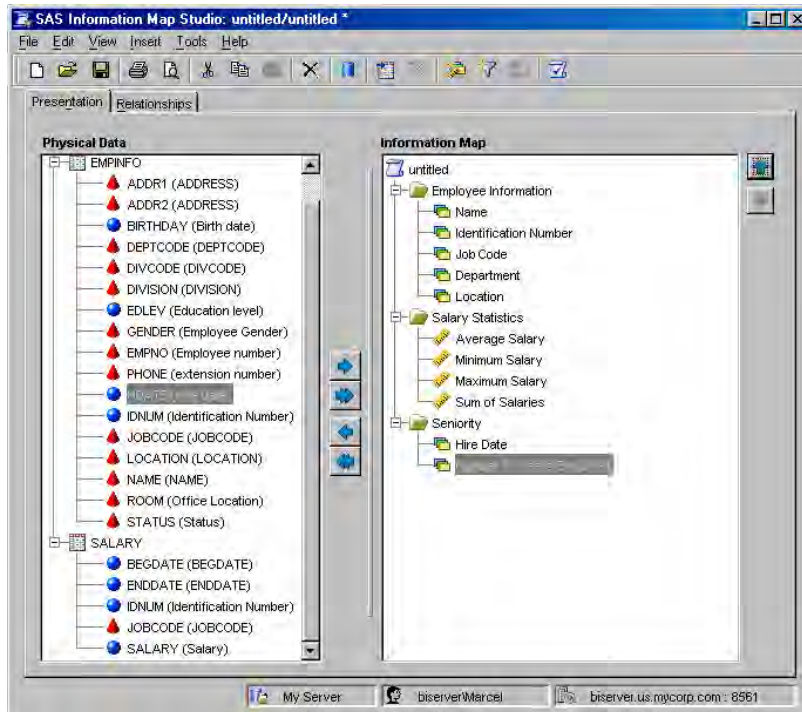 SAS Information Map Studio: untitled/untitled *
File Edit View Insert Tools Help
Presentation Relationships
Physical Data
EMPINFO
ADDR1 (ADDRESS)
ADDR2 (ADDRESS)
BIRTHDAY (Birth date)
DEPTCODE (DEPTCODE)
DIVCODE (DIVCODE)
DIVISION (DIVISION)
EDLEV (Education level)
GENDER (Employee Gender)
EMPNO (Employee number)
PHONE (extension number)
IDNUM (Identification Number)
JOBCODE (JOBCODE)
LOCATION (LOCATION)
NAME (NAME)
ROOM (Office Location)
STATUS (Status)
SALARY
BEGDATE (BEGDATE)
ENDDATE (ENDDATE)
IDNUM (Identification Number)
JOBCODE (JOBCODE)
SALARY (Salary)
Information Map
untitled
Employee Information
Name
Identification Number
Job Code
Department
Location
Salary Statistics
Average Salary
Minimum Salary
Maximum Salary
Sum of Salaries
Seniority
Hire Date
My Server
biserver\Marcel
biserver.us.mycorp.com : 8561